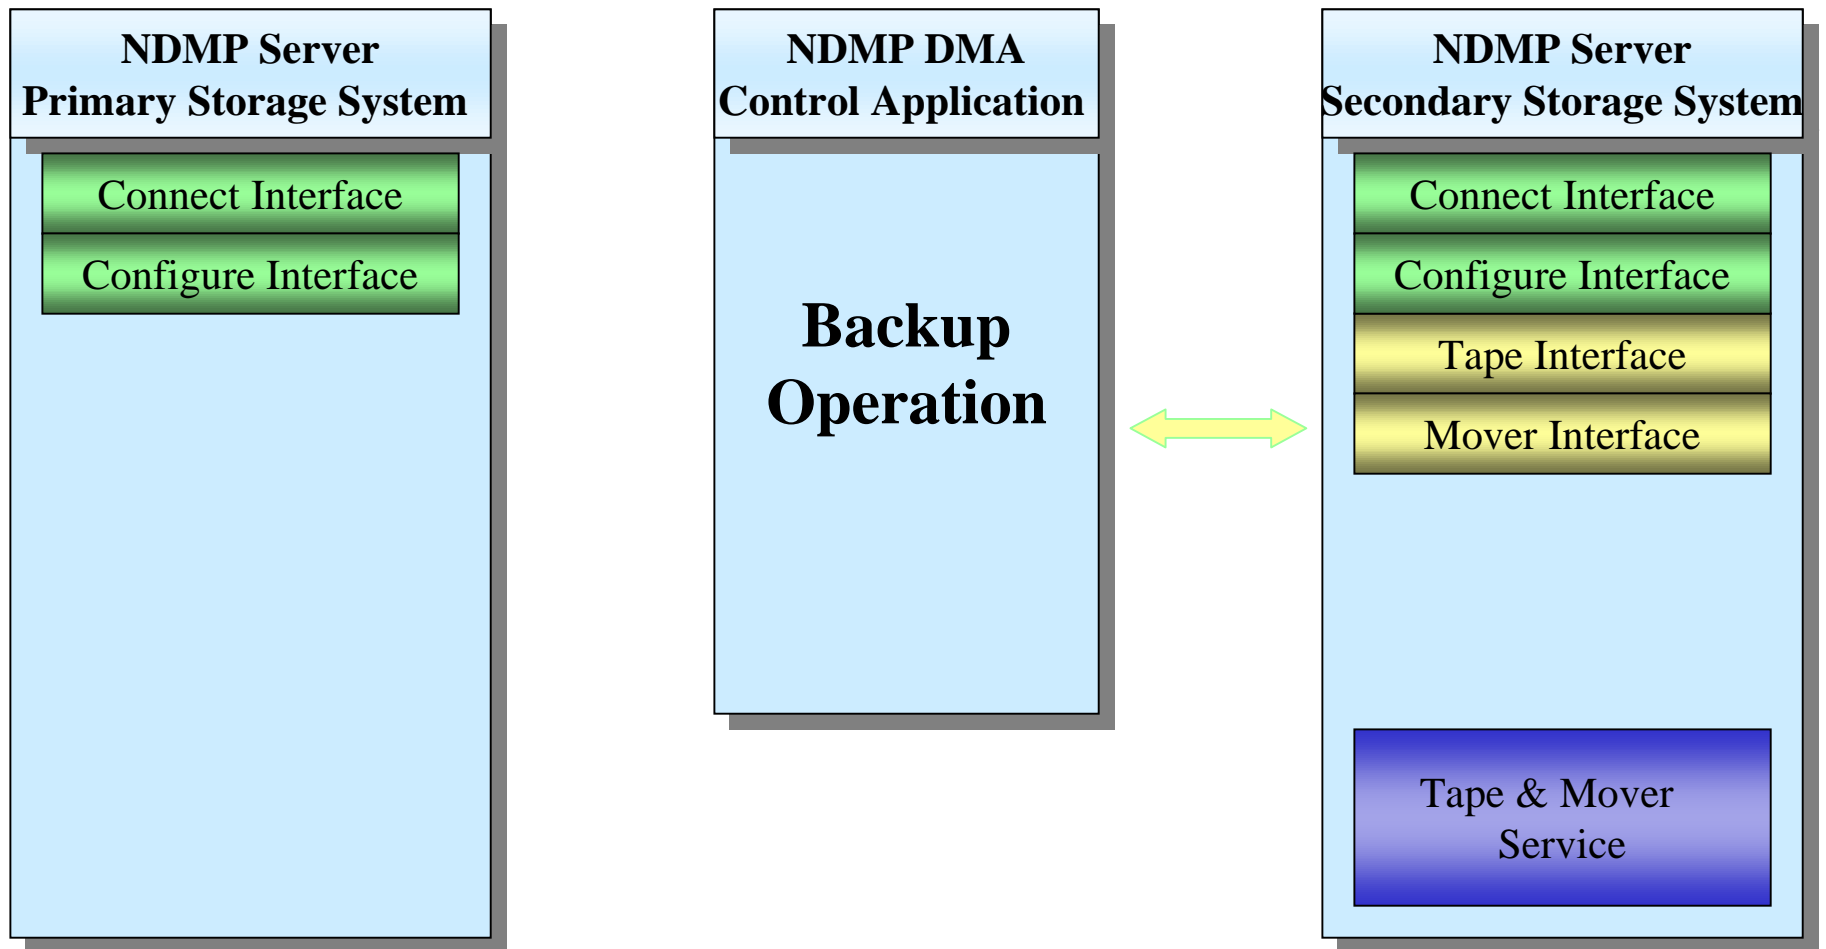 NDMP Server
Primary Storage System
Connect Interface
Configure Interface
NDMP DMA
Control Application
Backup
Operation
NDMP Server
Secondary Storage System
Connect Interface
Configure Interface
Tape Interface
Mover Interface
Tape & Mover
Service